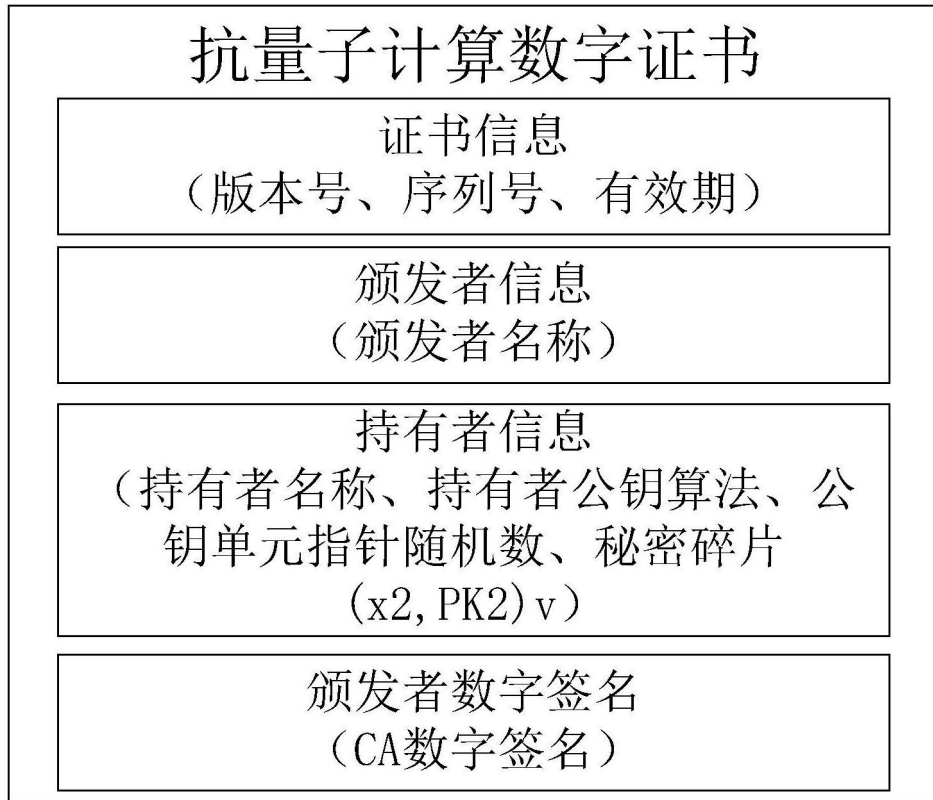 抗量子计算数字证书
证书信息
（版本号、序列号、有效期）
颁发者信息
（颁发者名称）
持有者信息
（持有者名称、持有者公钥算法、公
钥单元指针随机数、秘密碎片
(x2,PK2)v）
颁发者数字签名
（CA数字签名）